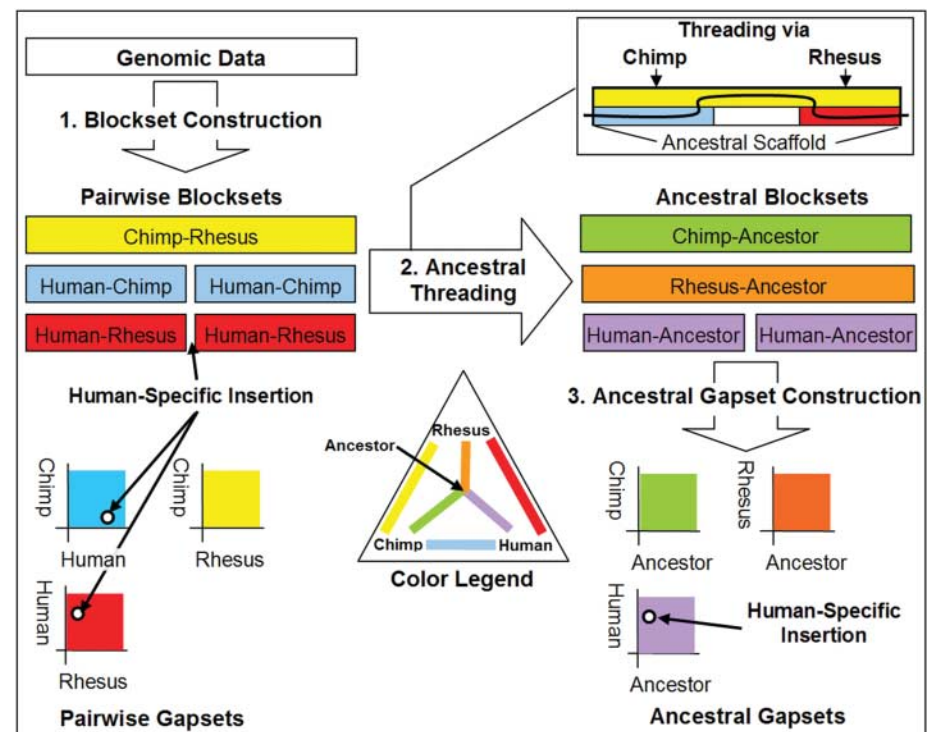 Genomic Data
1. Blockset Construction
Pairwise Blocksets
Chimp-Rhesus
Human-Chimp Human-Chimp
Human-Rhesus Human-Rhesus
Human-Specific Insertion
Chimp
Human
Chimp
Rhesus
Human
Rhesus
Pairwise Gapsets
2. Ancestral
Threading
Threading via
Chimp Rhesus
Ancestral Scaffold
Ancestral Blocksets
Chimp-Ancestor
Rhesus-Ancestor
Human-Ancestor Human-Ancestor
3. Ancestral Gapset Construction
Ancestor
Rhesus
Chimp Human
Color Legend
Chimp
Ancestor
Rhesus
Ancestor
Human
Ancestor
Human-Specific
Insertion
Ancestral Gapsets